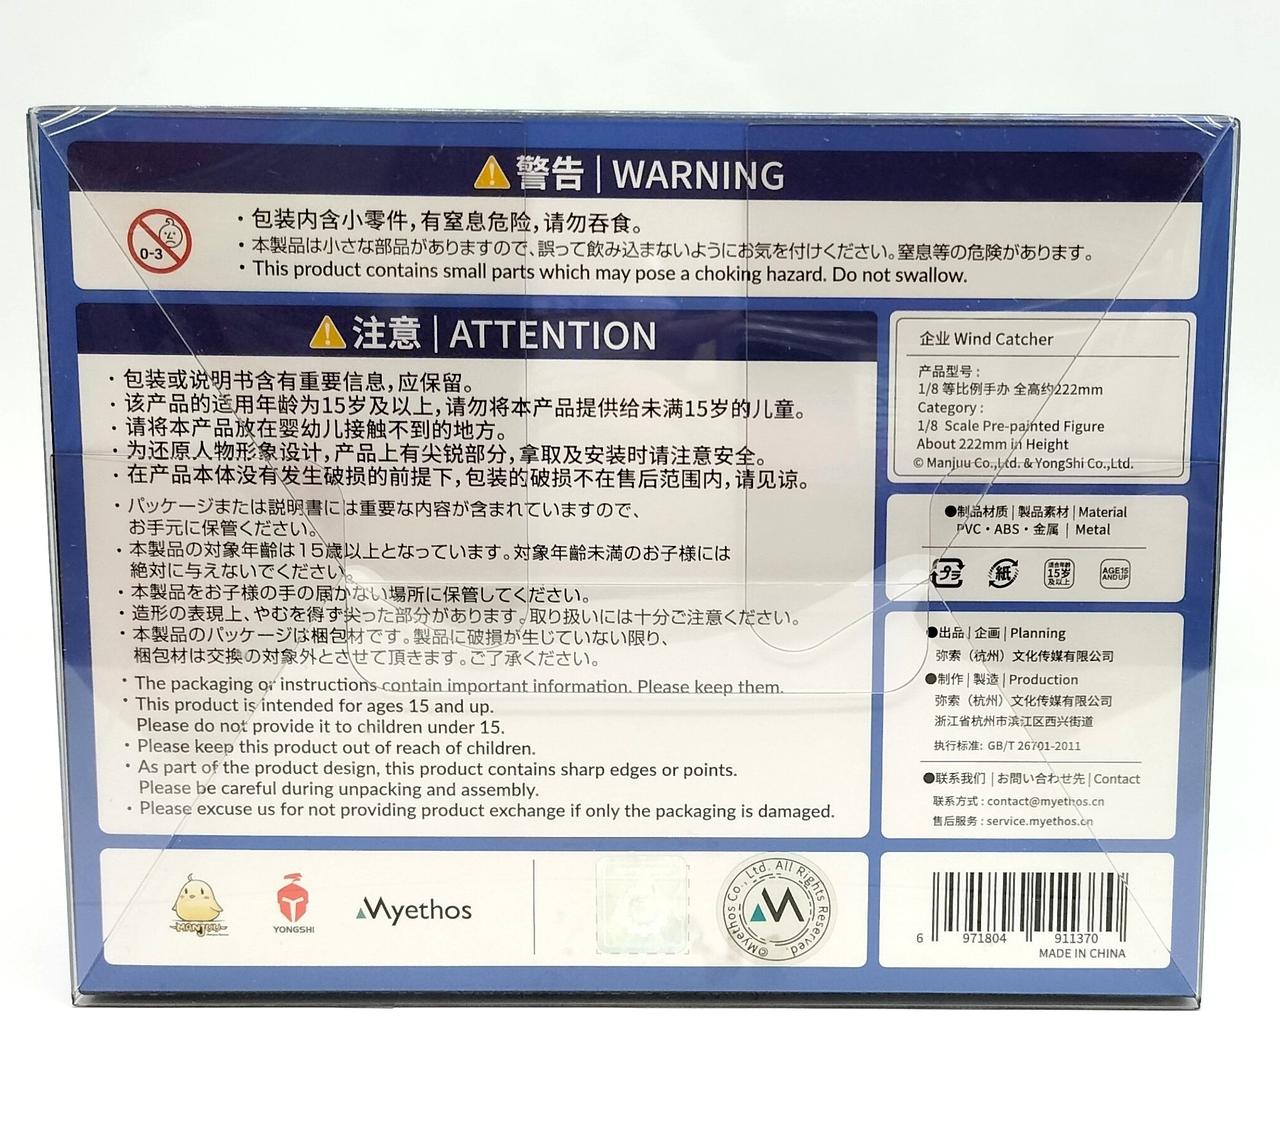 警告 | WARNING
0-3
・包装内含小零件，有窒息危险，请勿吞食。
・本製品は小さな部品がありますので、誤って飲み込まないようにお気を付けください。窒息等の危険があります。
・This product contains small parts which may pose a choking hazard. Do not swallow.
注意 | ATTENTION
・包装或说明书含有重要信息，应保留。
・该产品的适用年龄为15岁及以上，请勿将本产品提供给未满15岁的儿童。
・请将本产品放在婴幼儿接触不到的地方。
・为还原人物形象设计，产品上有尖锐部分，拿取及安装时请注意安全。
・在产品本体没有发生破损的前提下，包装的破损不在售后范围内，请见谅。
・パッケージまたは説明書には重要な内容が含まれていますので、
お手元に保管ください。
・本製品の対象年齢は15歳以上となっています。対象年齢未満のお子様には
絶対に与えないでください。
・本製品をお子様の手の届かない場所に保管してください。
・造形の表現上、やむを得ず尖った部分があります。取り扱いには十分ご注意ください。
・本製品のパッケージは梱包材です。製品に破損が生じていない限り、
梱包材は交換の対象外とさせて頂きます。ご了承ください。
・The packaging or instructions contain important information. Please keep them.
・This product is intended for ages 15 and up.
Please do not provide it to children under 15.
・Please keep this product out of reach of children.
・As part of the product design, this product contains sharp edges or points.
Please be careful during unpacking and assembly.
・Please excuse us for not providing product exchange if only the packaging is damaged.
企业 Wind Catcher
产品型号：
1/8 等比例手办 全高约222mm
Category :
1/8 Scale Pre-painted Figure
About 222mm in Height
© Manjuu Co.,Ltd. & YongShi Co.,Ltd.
●制品材质 | 製品素材 | Material
PVC・ABS・金属 | Metal
プラ
紙
適合年齢
15岁
及以上
AGE15
AND UP
●出品 | 企画 | Planning
弥索（杭州）文化传媒有限公司
●制作 | 製造 | Production
弥索（杭州）文化传媒有限公司
浙江省杭州市滨江区西兴街道
执行标准: GB/T 26701-2011
●联系我们 | お問い合わせ先 | Contact
联系方式 : contact@myethos.cn
售后服务 : service.myethos.cn
MANJUU
YONGSHI
Myethos
©Myethos Co., Ltd. All Rights Reserved.
6 971804 911370
MADE IN CHINA